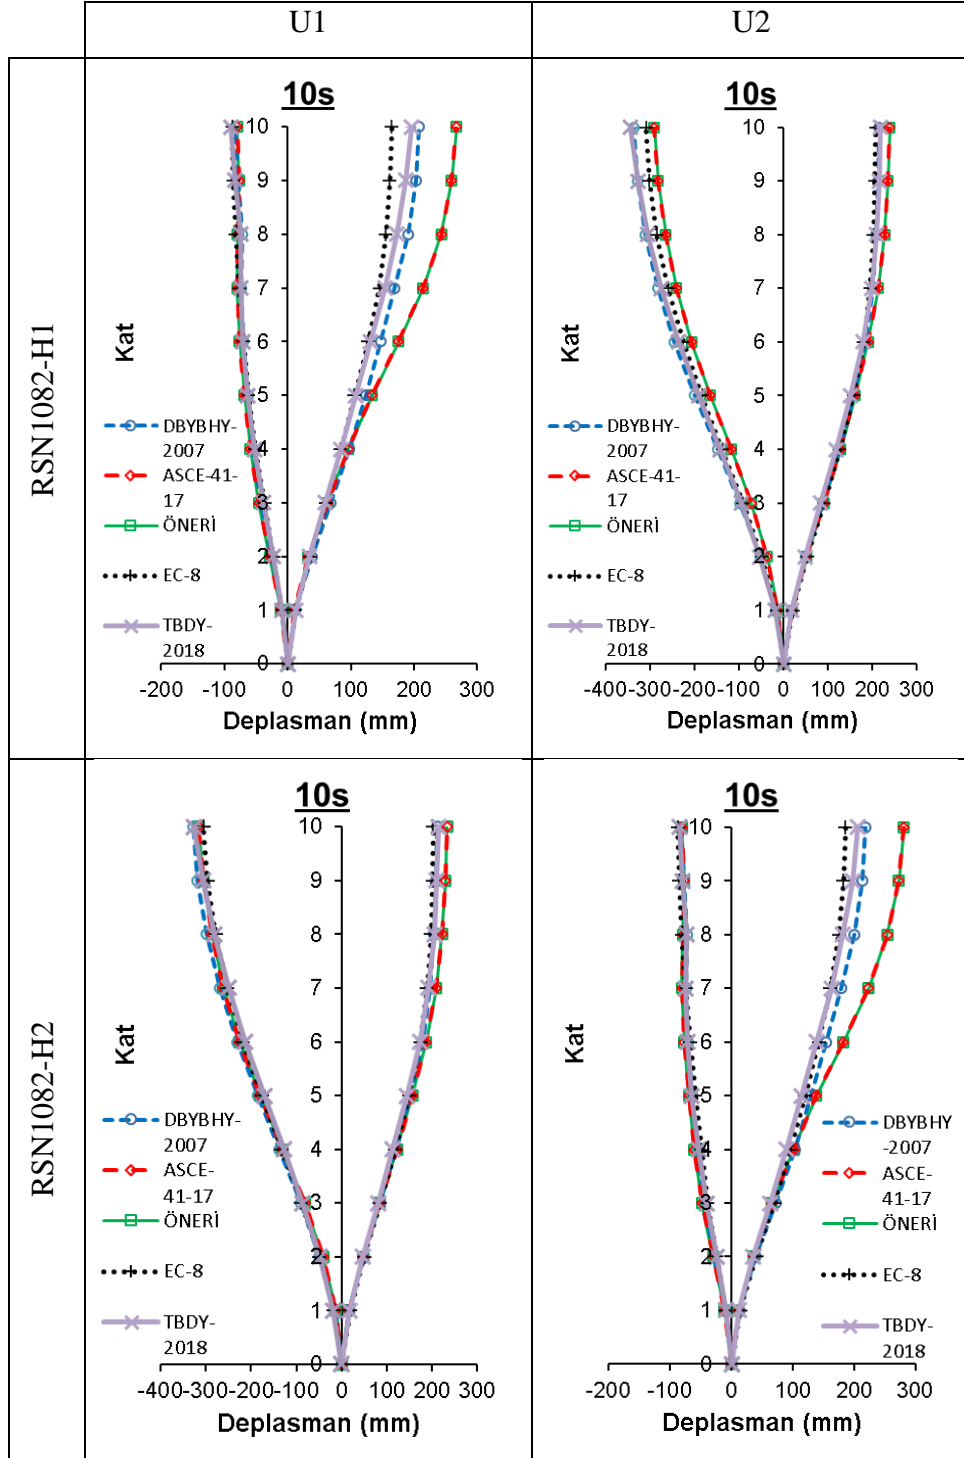 U1
U2
RSN1082-H1
10s
10
9
8
7
6
5
4
3
2
1
0
Kat
DBYBHY-
2007
ASCE-41-
17
ÖNERİ
EC-8
TBDY-
2018
-200 -100 0 100 200 300
Deplasman (mm)
10s
10
9
8
7
6
5
4
3
2
1
0
Kat
DBYBHY-
2007
ASCE-41-
17
ÖNERİ
EC-8
TBDY-
2018
-400-300-200-100 0 100 200 300
Deplasman (mm)
RSN1082-H2
10s
10
9
8
7
6
5
4
3
2
1
0
Kat
DBYBHY-
2007
ASCE-
41-17
ÖNERİ
EC-8
TBDY-
2018
-400-300-200-100 0 100 200 300
Deplasman (mm)
10s
10
9
8
7
6
5
4
3
2
1
0
Kat
DBYBHY
-2007
ASCE-
41-17
ÖNERİ
EC-8
TBDY-
2018
-200 -100 0 100 200 300
Deplasman (mm)